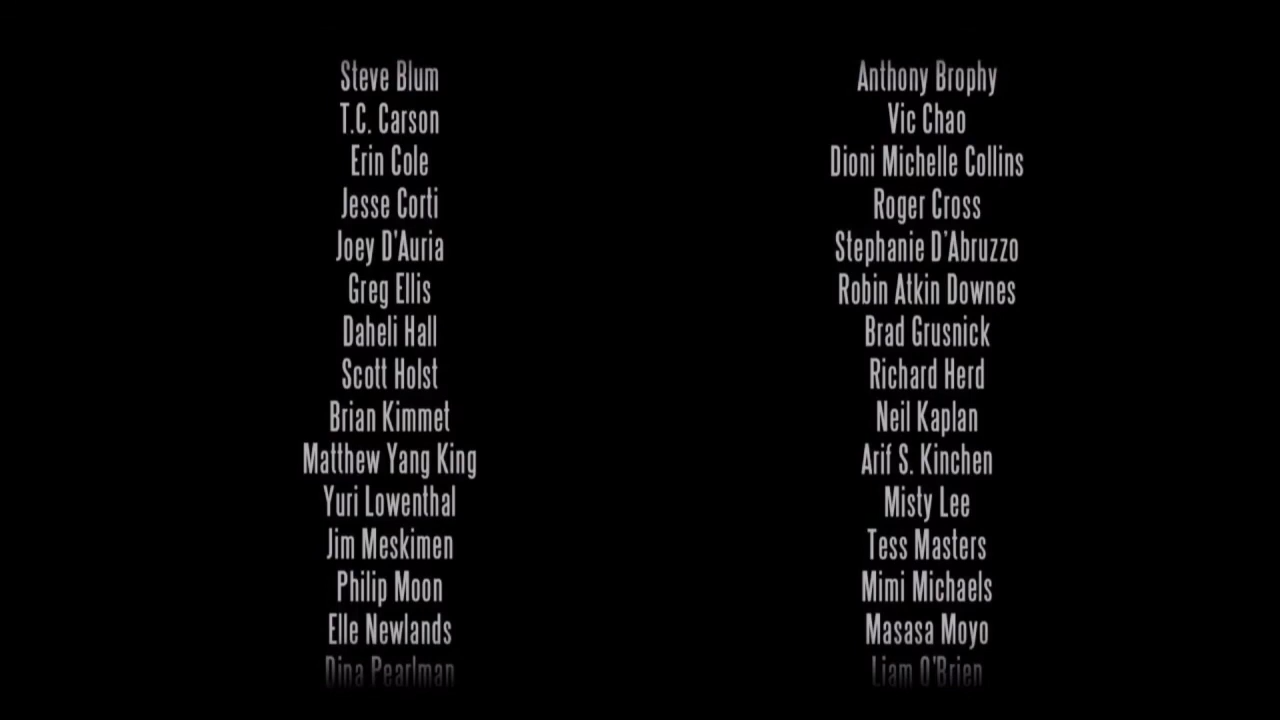 Steve Blum
Anthony Brophy
T.C. Carson
Vic Chao
Erin Cole
Dioni Michelle Collins
Jesse Corti
Roger Cross
Joey D'Auria
Stephanie D'Abruzzo
Greg Ellis
Robin Atkin Downes
Daheli Hall
Brad Grusnick
Scott Holst
Richard Herd
Brian Kimmet
Neil Kaplan
Matthew Yang King
Arif S. Kinchen
Yuri Lowenthal
Misty Lee
Jim Meskimen
Tess Masters
Philip Moon
Mimi Michaels
Elle Newlands
Masasa Moyo
Dina Pearlman
Liam O'Brien